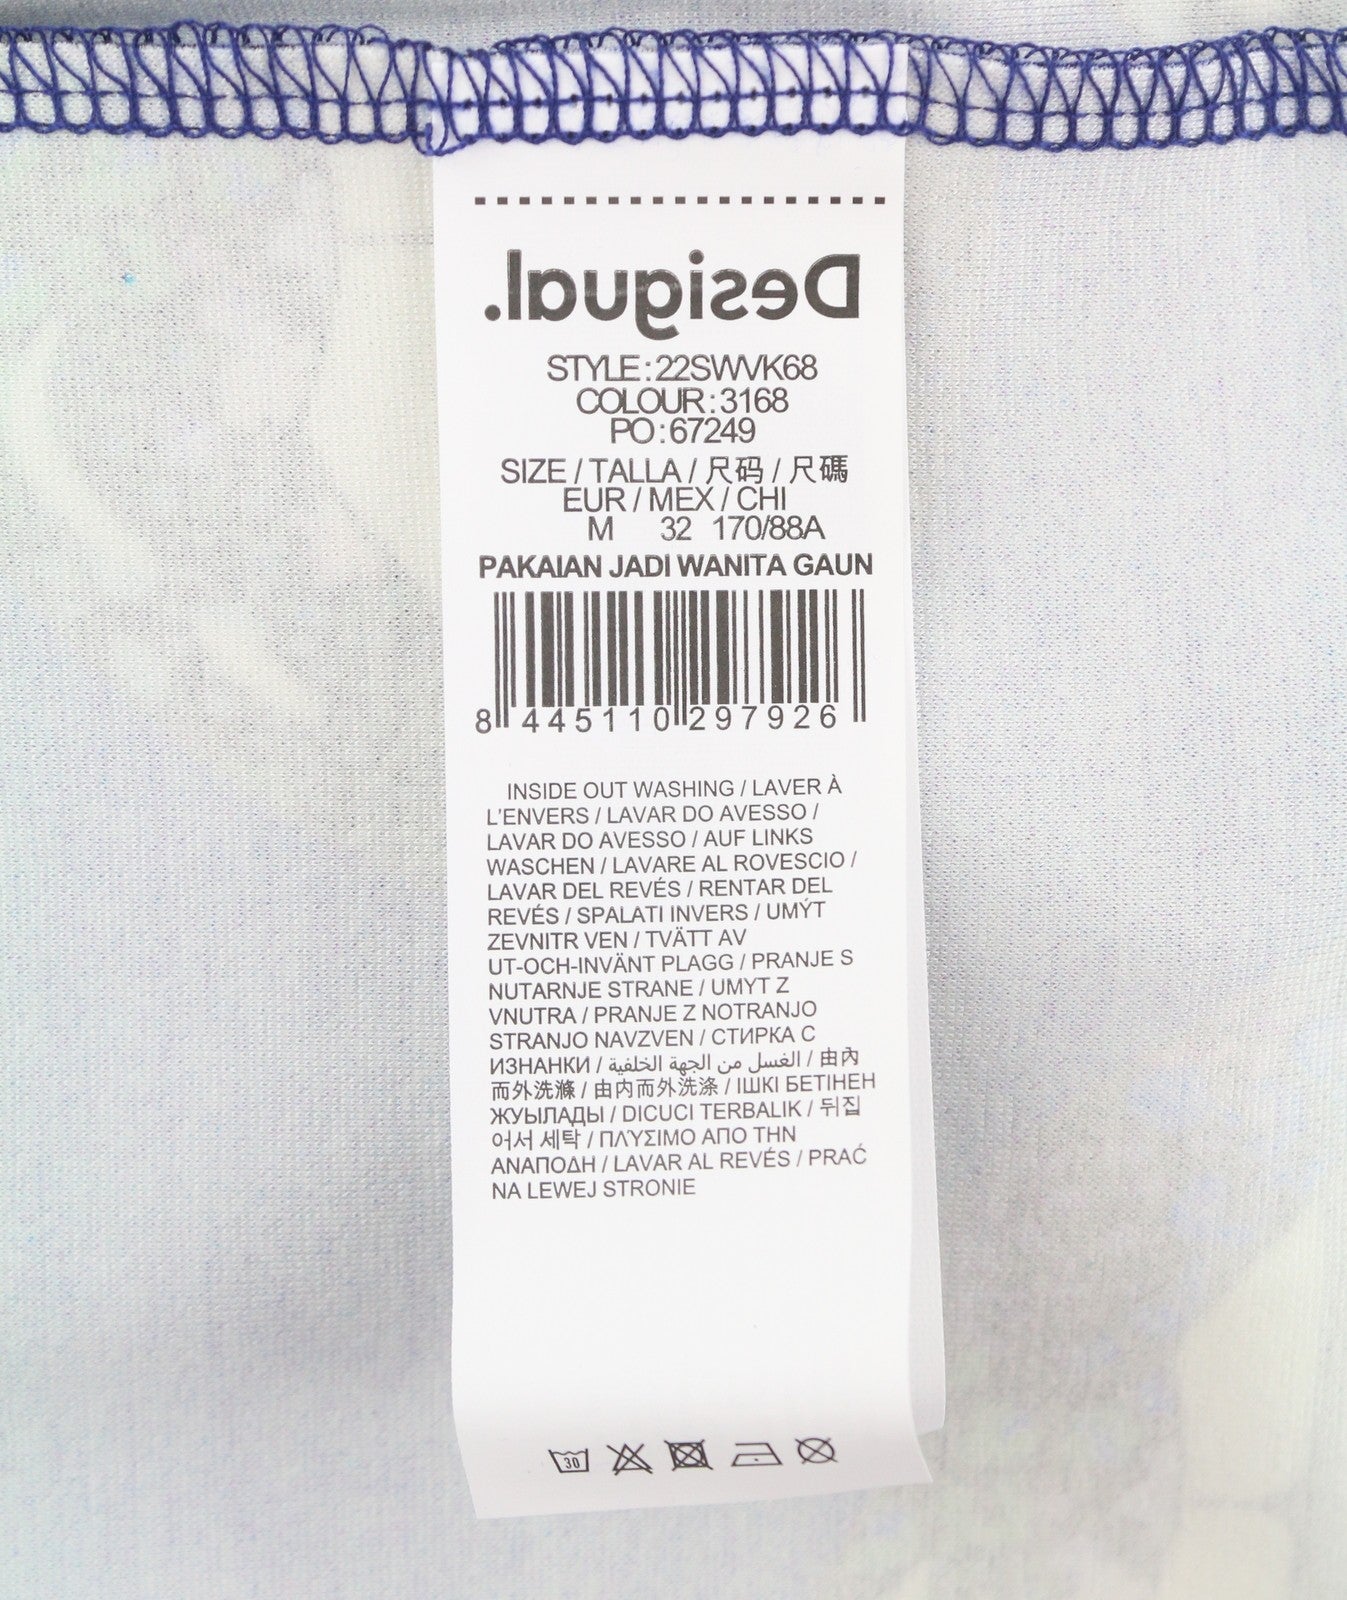 Desigual.
STYLE:22SWVK68
COLOUR:3168
PO:67249
SIZE / TALLA / 尺码 / 尺碼
EUR / MEX / CHI
M 32 170/88A
PAKAIAN JADI WANITA GAUN
8 445110 297926
INSIDE OUT WASHING / LAVER À
L'ENVERS / LAVAR DO AVESSO /
LAVAR DO AVESSO / AUF LINKS
WASCHEN / LAVARE AL ROVESCIO /
LAVAR DEL REVÉS / RENTAR DEL
REVÉS / SPALATI INVERS / UMÝT
ZEVNITR VEN / TVÄTT AV
UT-OCH-INVÄNT PLAGG / PRANJE S
NUTARNJE STRANE / UMYT Z
VNUTRA / PRANJE Z NOTRANJO
STRANJO NAVZVEN / СТИРКА С
ИЗНАНКИ / الغسل من الجهة الخلفية / 由內
而外洗滌 / 由内而外洗涤 / ІШКІ БЕТІНЕН
ЖУЫЛАДЫ / DICUCI TERBALIK / 뒤집
어서 세탁 / ΠΛΎΣΙΜΟ ΑΠΟ ΤΗΝ
ΑΝΑΠΟΔΗ / LAVAR AL REVÉS / PRAĆ
NA LEWEJ STRONIE
30